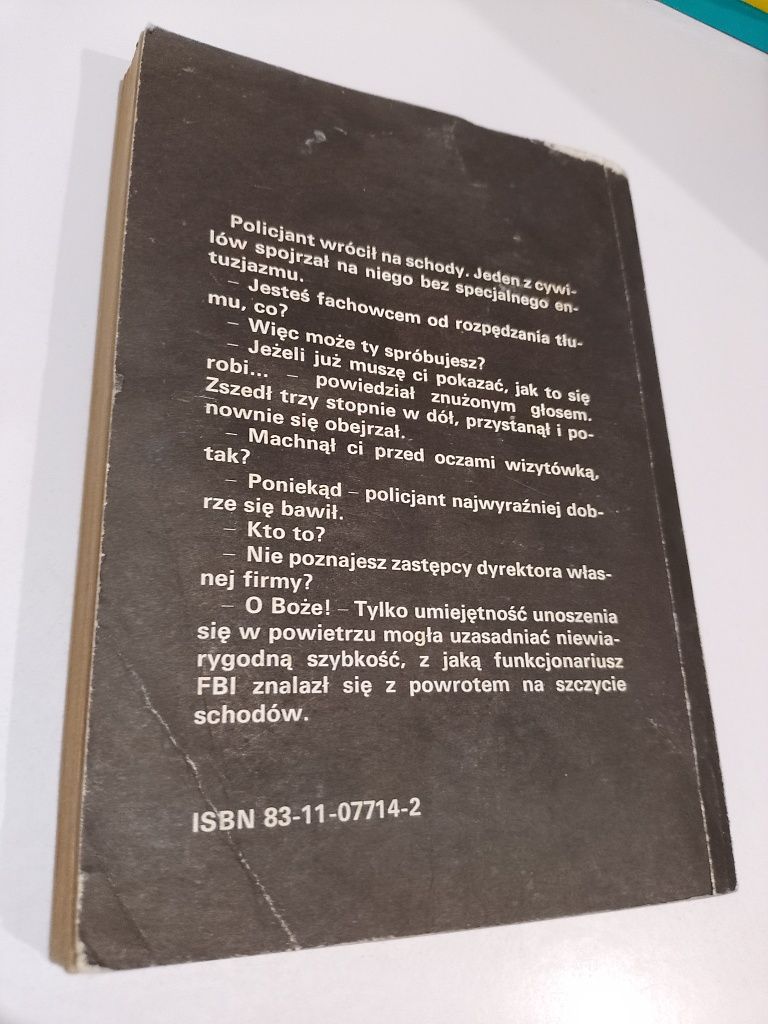 Policjant wrócił na schody. Jeden z cywi-
lów spojrzał na niego bez specjalnego en-
tuzjazmu.
– Jesteś fachowcem od rozpędzania tłu-
mu, co?
– Więc może ty spróbujesz?
– Jeżeli już muszę ci pokazać, jak to się
robi... – powiedział znużonym głosem.
Zszedł trzy stopnie w dół, przystanął i po-
nownie się obejrzał.
– Machnął ci przed oczami wizytówką,
tak?
– Poniekąd – policjant najwyraźniej dob-
rze się bawił.
– Kto to?
– Nie poznajesz zastępcy dyrektora włas-
nej firmy?
– O Boże! – Tylko umiejętność unoszenia
się w powietrzu mogła uzasadniać niewia-
rygodną szybkość, z jaką funkcjonariusz
FBI znalazł się z powrotem na szczycie
schodów.
ISBN 83-11-07714-2